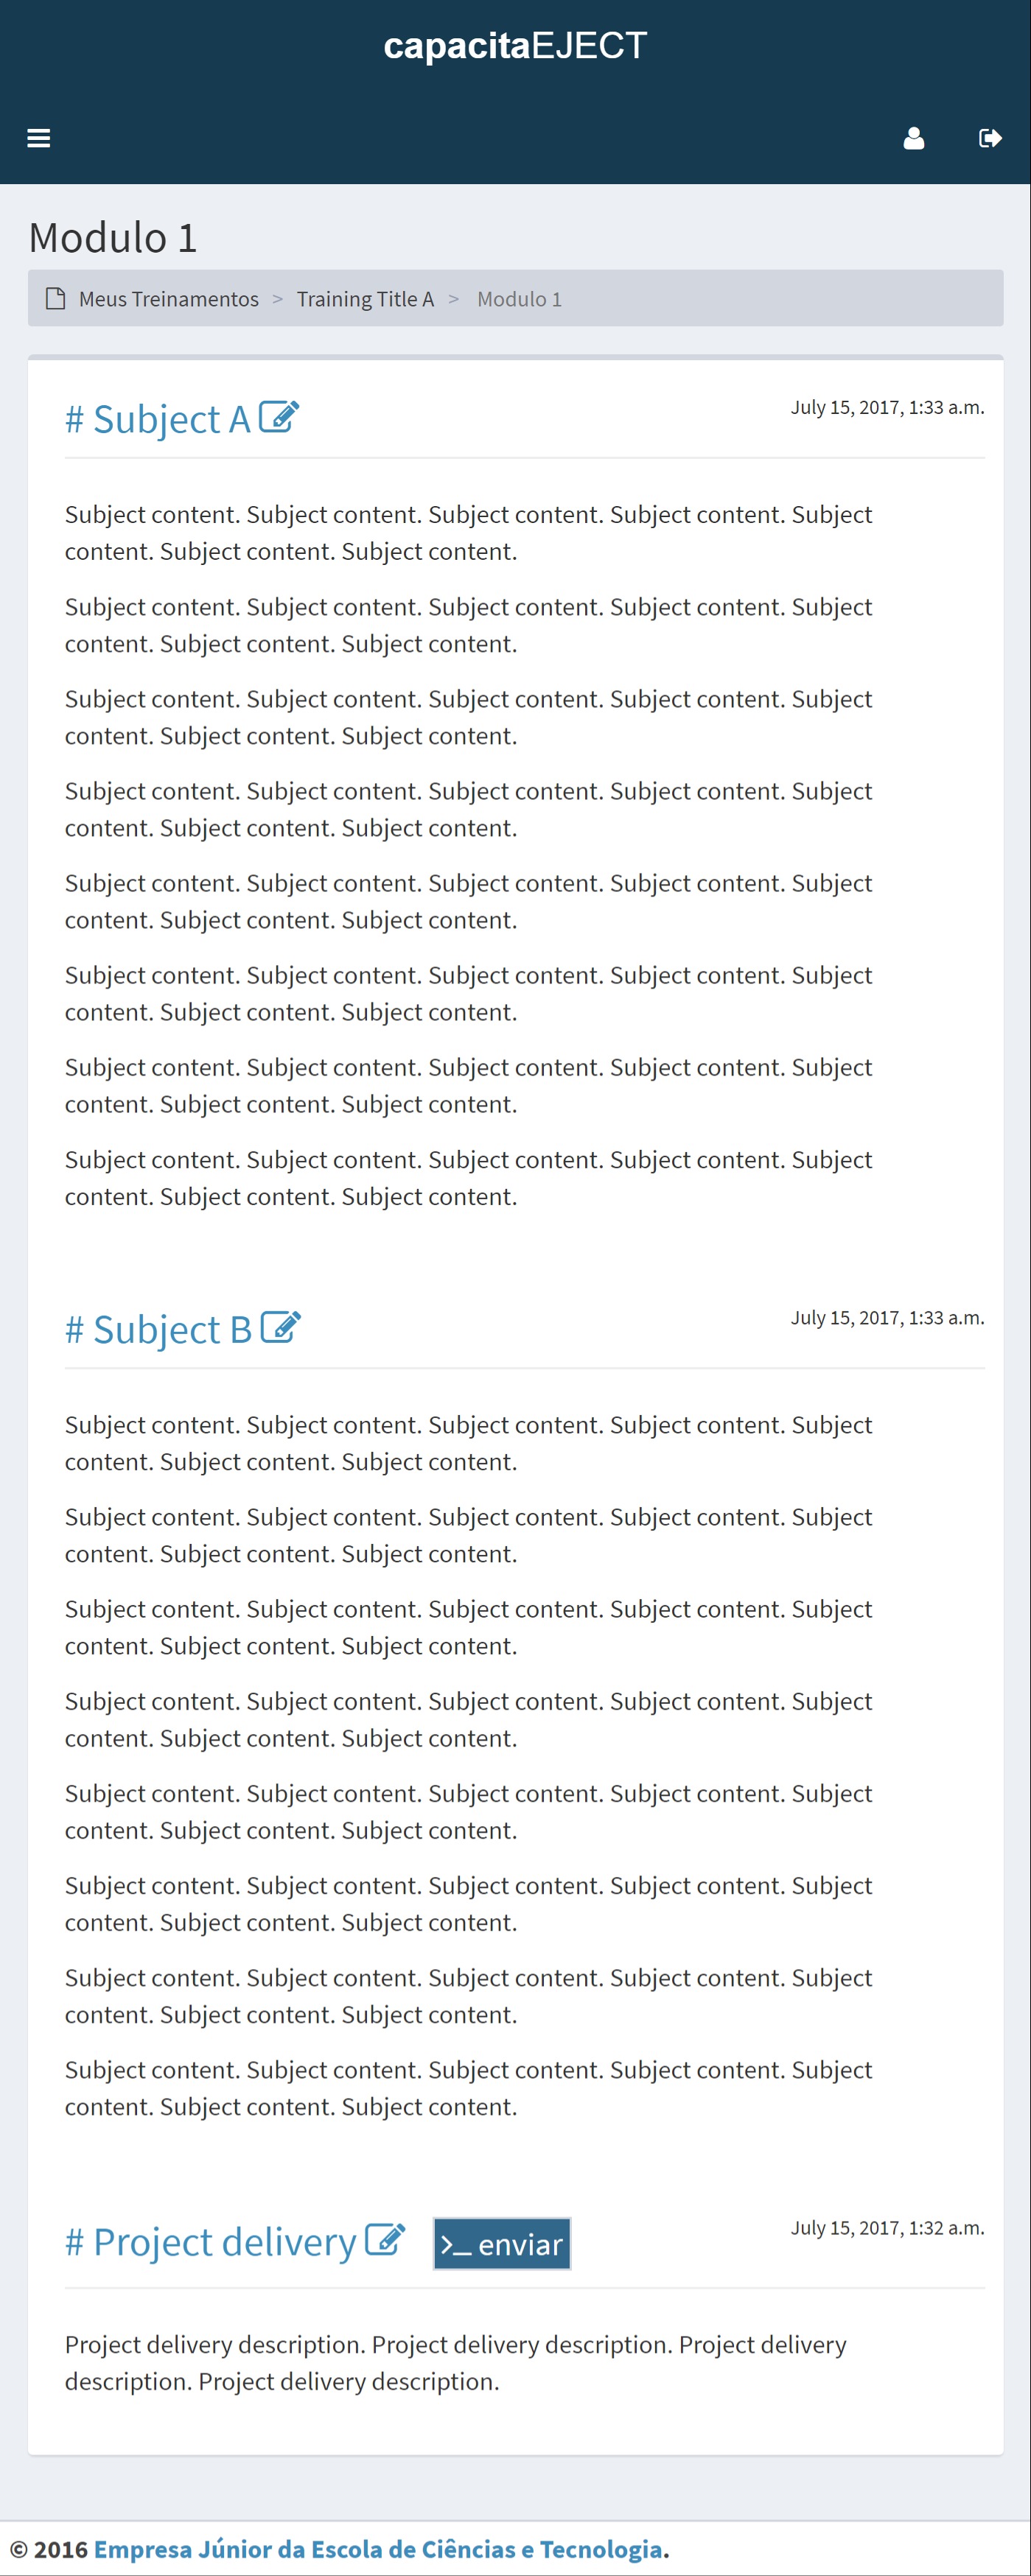 capacitaEJECT
Modulo 1
Meus Treinamentos > Training Title A > Modulo 1
# Subject A
July 15, 2017, 1:33 a.m.
Subject content. Subject content. Subject content. Subject content. Subject
content. Subject content. Subject content.
Subject content. Subject content. Subject content. Subject content. Subject
content. Subject content. Subject content.
Subject content. Subject content. Subject content. Subject content. Subject
content. Subject content. Subject content.
Subject content. Subject content. Subject content. Subject content. Subject
content. Subject content. Subject content.
Subject content. Subject content. Subject content. Subject content. Subject
content. Subject content. Subject content.
Subject content. Subject content. Subject content. Subject content. Subject
content. Subject content. Subject content.
Subject content. Subject content. Subject content. Subject content. Subject
content. Subject content. Subject content.
Subject content. Subject content. Subject content. Subject content. Subject
content. Subject content. Subject content.
# Subject B
July 15, 2017, 1:33 a.m.
Subject content. Subject content. Subject content. Subject content. Subject
content. Subject content. Subject content.
Subject content. Subject content. Subject content. Subject content. Subject
content. Subject content. Subject content.
Subject content. Subject content. Subject content. Subject content. Subject
content. Subject content. Subject content.
Subject content. Subject content. Subject content. Subject content. Subject
content. Subject content. Subject content.
Subject content. Subject content. Subject content. Subject content. Subject
content. Subject content. Subject content.
Subject content. Subject content. Subject content. Subject content. Subject
content. Subject content. Subject content.
Subject content. Subject content. Subject content. Subject content. Subject
content. Subject content. Subject content.
Subject content. Subject content. Subject content. Subject content. Subject
content. Subject content. Subject content.
# Project delivery
>_ enviar
July 15, 2017, 1:32 a.m.
Project delivery description. Project delivery description. Project delivery
description. Project delivery description.
© 2016 Empresa Júnior da Escola de Ciências e Tecnologia.